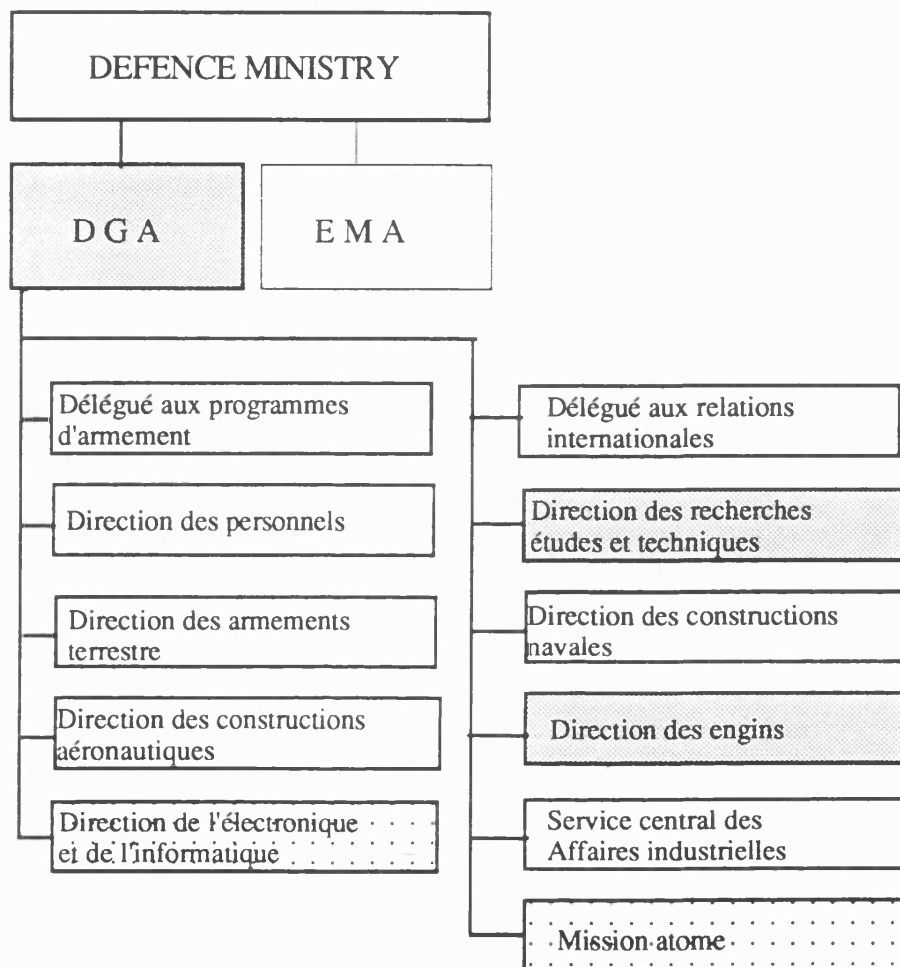 DEFENCE MINISTRY
D G A
E M A
Délégué aux programmes
d'armement
Direction des personnels
Direction des armements
terrestre
Direction des constructions
aéronautiques
Direction de l'électronique
et de l'informatique
Délégué aux relations
internationales
Direction des recherches
études et techniques
Direction des constructions
navales
Direction des engins
Service central des
Affaires industrielles
Mission atome